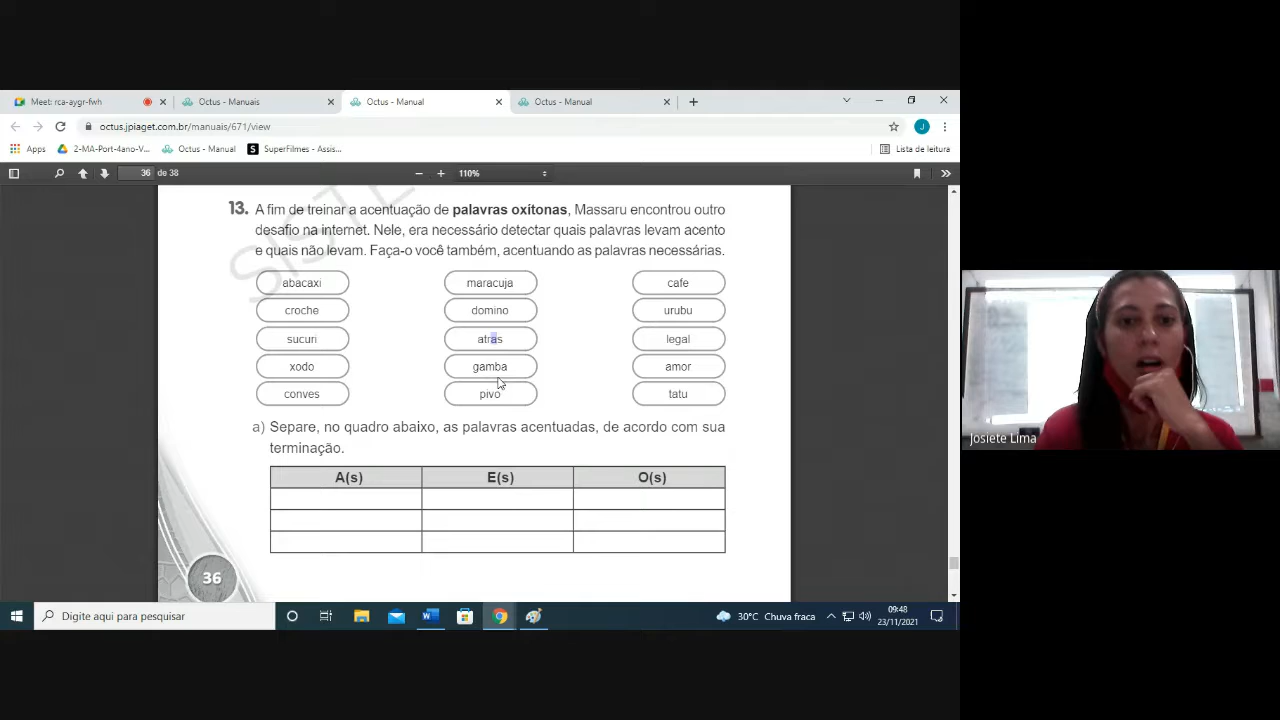 Meet: rca-aygr-fwh
Octus - Manuais
Octus - Manual
Octus - Manual
octus.jpiaget.com.br/manuais/671/view
J
Apps
2-MA-Port-4ano-V...
Octus - Manual
S SuperFilmes - Assis...
Lista de leitura
36 de 38
110%
SISTE
13. A fim de treinar a acentuação de palavras oxítonas, Massaru encontrou outro
desafio na internet. Nele, era necessário detectar quais palavras levam acento
e quais não levam. Faça-o você também, acentuando as palavras necessárias.
abacaxi maracuja cafe
croche domino urubu
sucuri atras legal
xodo gamba amor
conves pivo tatu
a) Separe, no quadro abaixo, as palavras acentuadas, de acordo com sua
terminação.
A(s) E(s) O(s)
36
Josiete Lima
Digite aqui para pesquisar
30°C Chuva fraca
09:48
23/11/2021